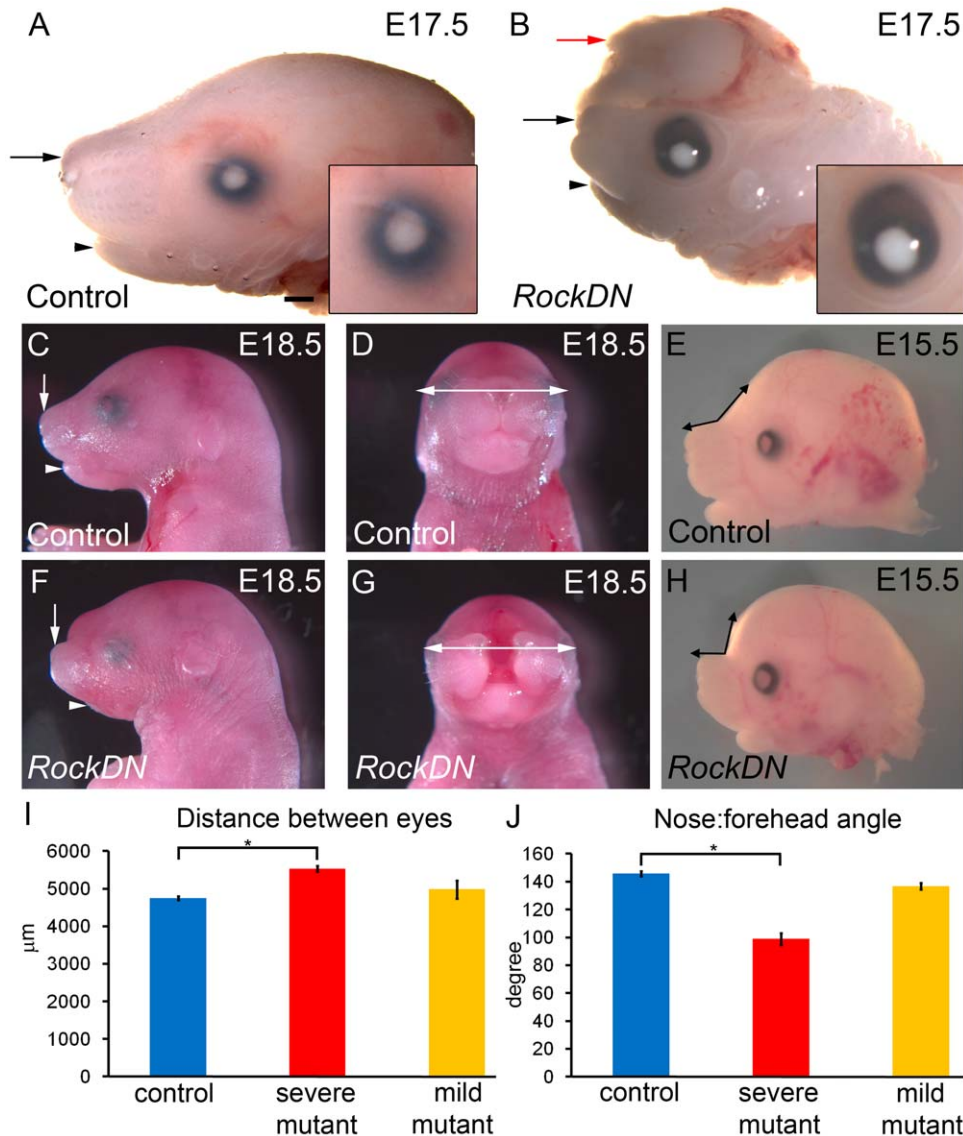 A E17.5
B E17.5
Control
RockDN
C E18.5
D E18.5
E E15.5
Control
Control
Control
F E18.5
G E18.5
H E15.5
RockDN
RockDN
RockDN
I Distance between eyes
*
6000
5000
4000
3000
2000
1000
0
μm
control
severe
mutant
mild
mutant
J Nose:forehead angle
*
160
140
120
100
80
60
40
20
0
degree
control
severe
mutant
mild
mutant